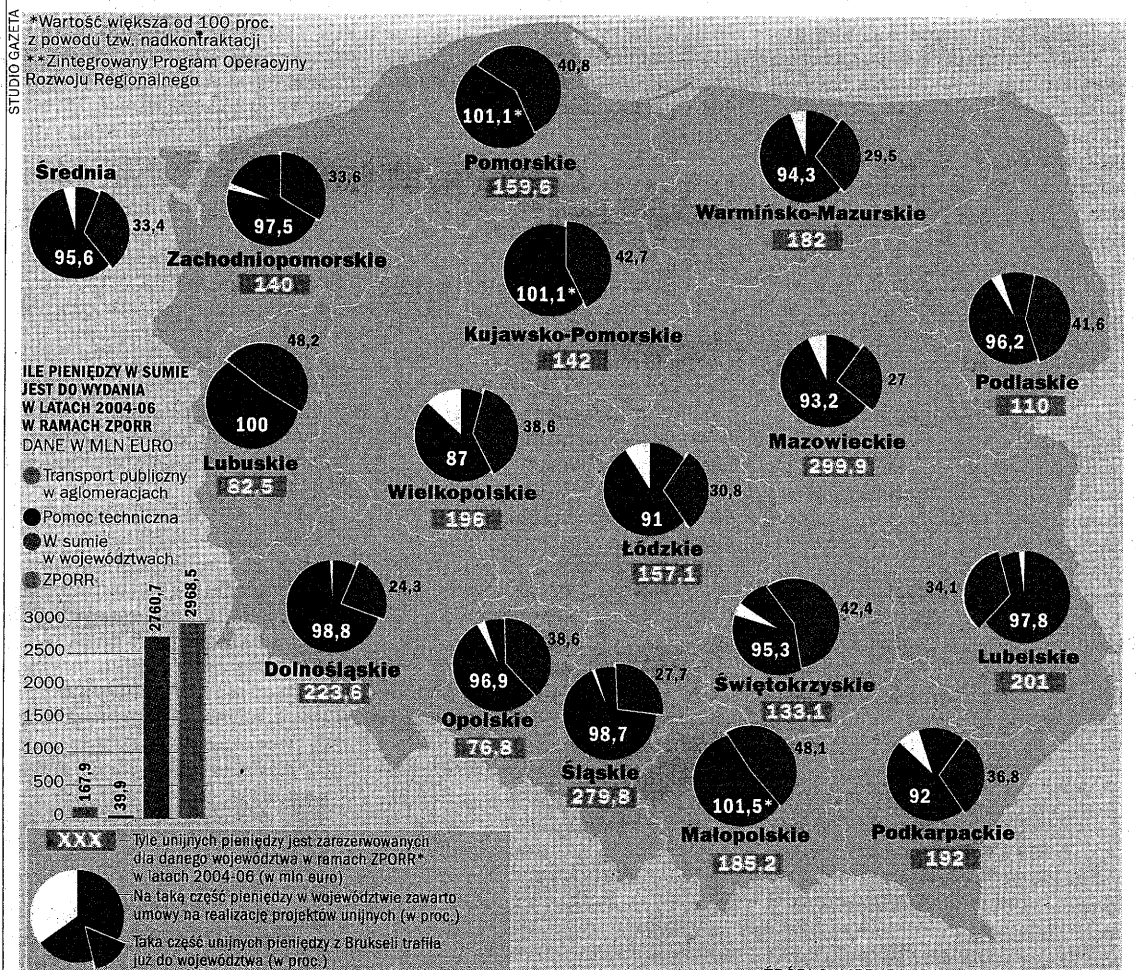 STUDIO GAZETA
*Wartość większa od 100 proc.
z powodu tzw. nadkontraktacji
**Zintegrowany Program Operacyjny
Rozwoju Regionalnego
40,8
101,1*
Pomorskie
159,6
29,5
94,3
Warmińsko-Mazurskie
182
Średnia
33,4
95,6
33,6
97,5
Zachodniopomorskie
140
42,7
101,1*
Kujawsko-Pomorskie
142
41,6
96,2
Podlaskie
110
48,2
100
Lubuskie
82,5
38,6
87
Wielkopolskie
196
27
93,2
Mazowieckie
299,9
30,8
91
Łódzkie
157,1
ILE PIENIĘDZY W SUMIE
JEST DO WYDANIA
W LATACH 2004-06
W RAMACH ZPORR
DANE W MLN EURO
Transport publiczny
w aglomeracjach
Pomoc techniczna
W sumie
w województwach
ZPORR
3000
2500
2000
1500
1000
500
0
167,9
39,9
2760,7
2968,5
24,3
98,8
Dolnośląskie
223,6
38,6
96,9
Opolskie
76,8
27,7
98,7
Śląskie
279,8
42,4
95,3
Świętokrzyskie
133,1
34,1
97,8
Lubelskie
201
48,1
101,5*
Małopolskie
185,2
36,8
92
Podkarpackie
192
XXX
Tyle unijnych pieniędzy jest zarezerwowanych
dla danego województwa w ramach ZPORR*
w latach 2004-06 (w mln euro)
Na taką część pieniędzy w województwie zawarto
umowy na realizację projektów unijnych (w proc.)
Taka część unijnych pieniędzy z Brukseli trafiła
już do województwa (w proc.)